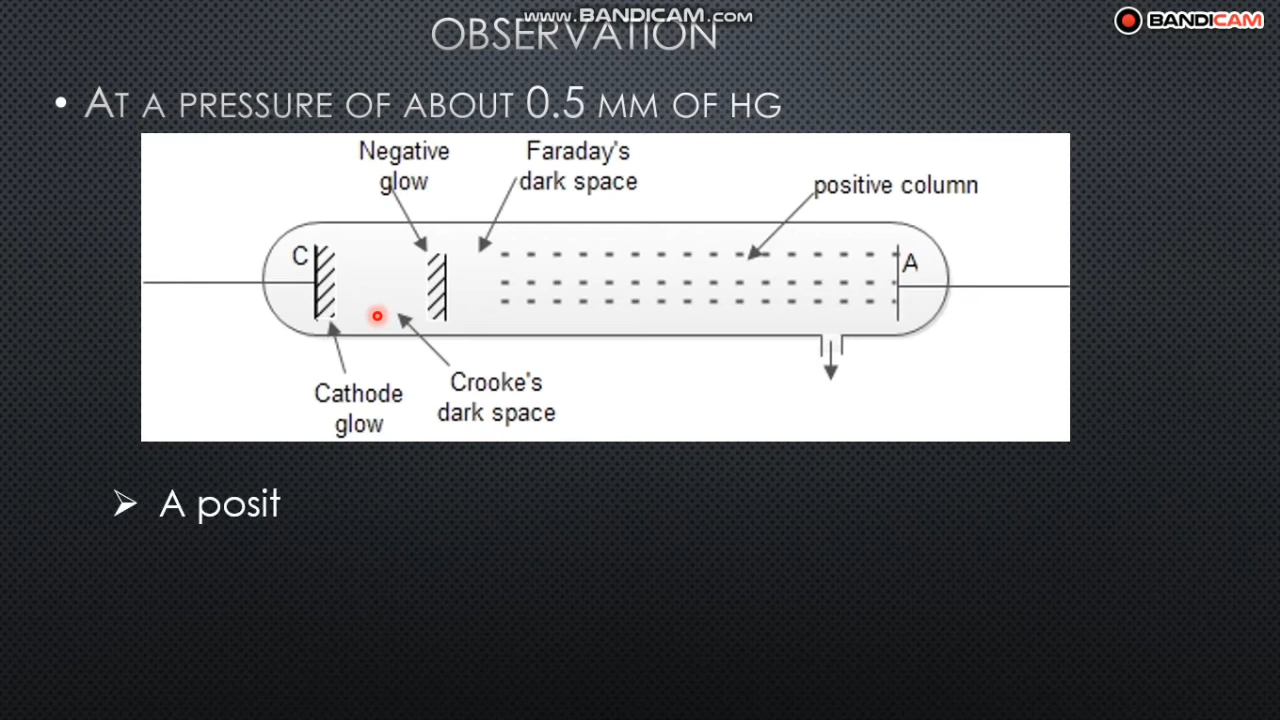 www.BANDICAM.com
BANDICAM
OBSERVATION
• AT A PRESSURE OF ABOUT 0.5 MM OF HG
Negative
glow
Faraday's
dark space
positive column
C
A
Cathode
glow
Crooke's
dark space
➢ A posit